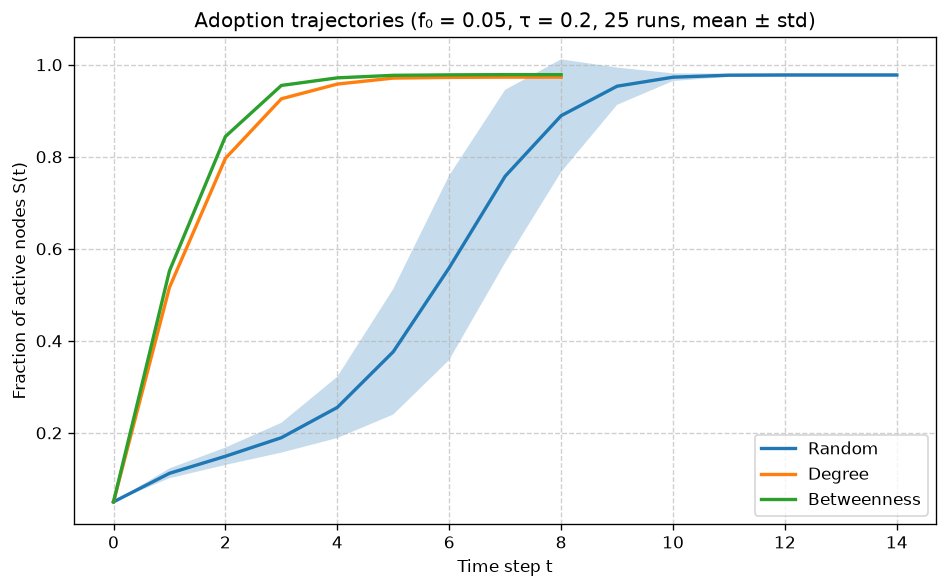 Adoption trajectories (f₀ = 0.05, τ = 0.2, 25 runs, mean ± std)
Fraction of active nodes S(t)
1.0
0.8
0.6
0.4
0.2
0 2 4 6 8 10 12 14
Time step t
Random
Degree
Betweenness